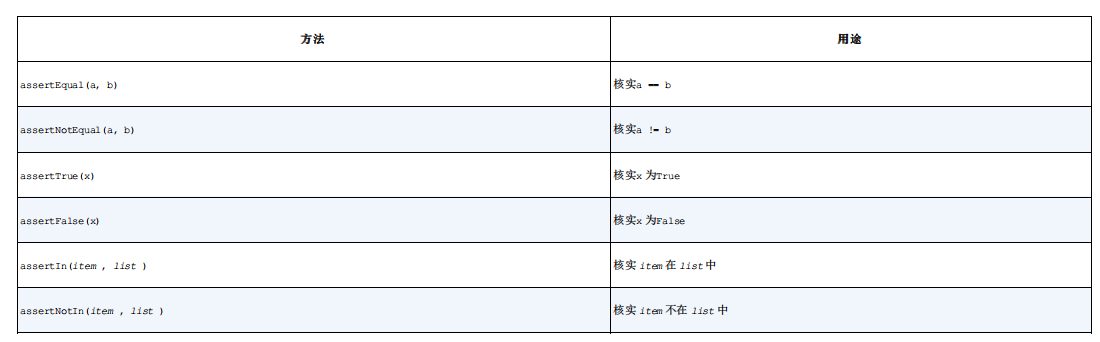 方法 用途
assertEqual(a, b) 核实a == b
assertNotEqual(a, b) 核实a != b
assertTrue(x) 核实x 为True
assertFalse(x) 核实x 为False
assertIn(item , list ) 核实 item 在 list 中
assertNotIn(item , list ) 核实 item 不在 list 中